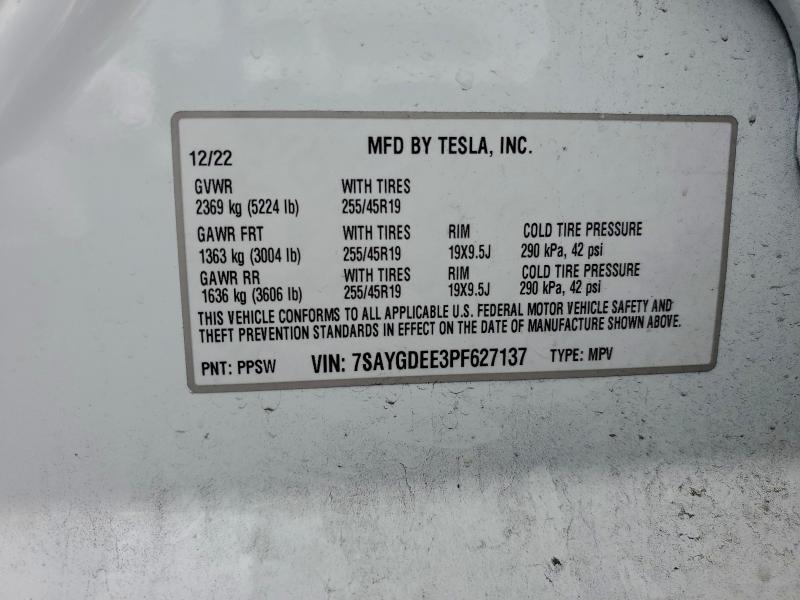 12/22 MFD BY TESLA, INC.
GVWR WITH TIRES
2369 kg (5224 lb) 255/45R19
GAWR FRT WITH TIRES RIM COLD TIRE PRESSURE
1363 kg (3004 lb) 255/45R19 19X9.5J 290 kPa, 42 psi
GAWR RR WITH TIRES RIM COLD TIRE PRESSURE
1636 kg (3606 lb) 255/45R19 19X9.5J 290 kPa, 42 psi
THIS VEHICLE CONFORMS TO ALL APPLICABLE U.S. FEDERAL MOTOR VEHICLE SAFETY AND
THEFT PREVENTION STANDARDS IN EFFECT ON THE DATE OF MANUFACTURE SHOWN ABOVE.
PNT: PPSW VIN: 7SAYGDEE3PF627137 TYPE: MPV